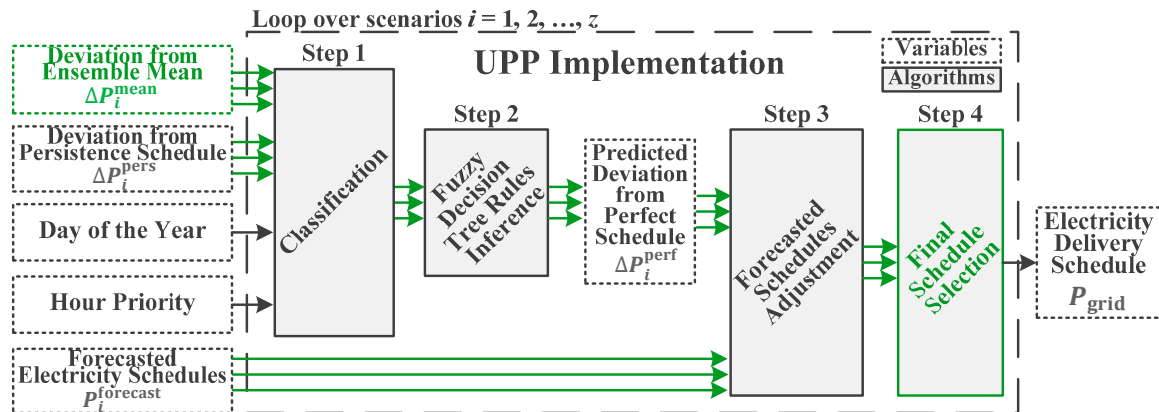 Loop over scenarios i = 1, 2, …, z
UPP Implementation
Variables
Algorithms
Deviation from
Ensemble Mean
ΔP_i^mean
Deviation from
Persistence Schedule
ΔP_i^pers
Day of the Year
Hour Priority
Forecasted
Electricity Schedules
P_i^forecast
Step 1
Classification
Step 2
Fuzzy
Decision
Tree Rules
Inference
Predicted
Deviation
from
Perfect
Schedule
ΔP_i^perf
Step 3
Forecasted
Schedules
Adjustment
Step 4
Final
Schedule
Selection
Electricity
Delivery
Schedule
P_grid